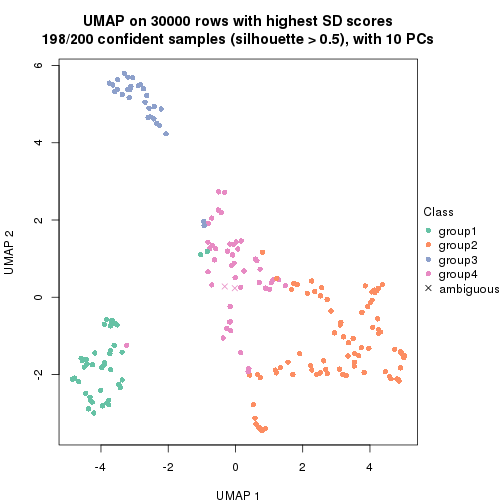 UMAP on 30000 rows with highest SD scores
198/200 confident samples (silhouette > 0.5), with 10 PCs
6
4
2
0
-2
UMAP 2
-4
-2
0
2
4
UMAP 1
Class
group1
group2
group3
group4
ambiguous